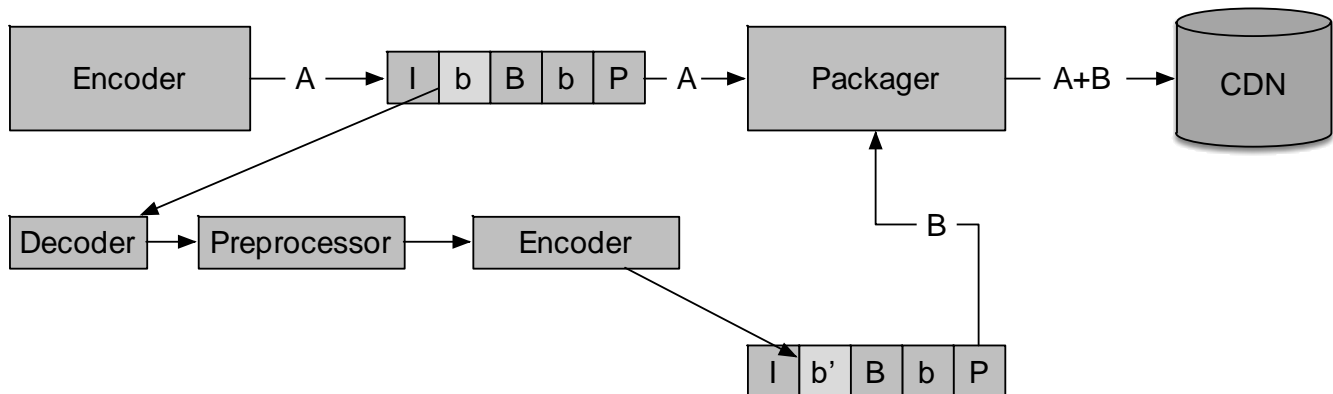 Encoder
A
I b B b P
A
Packager
A+B
CDN
Decoder
Preprocessor
Encoder
B
I b’ B b P